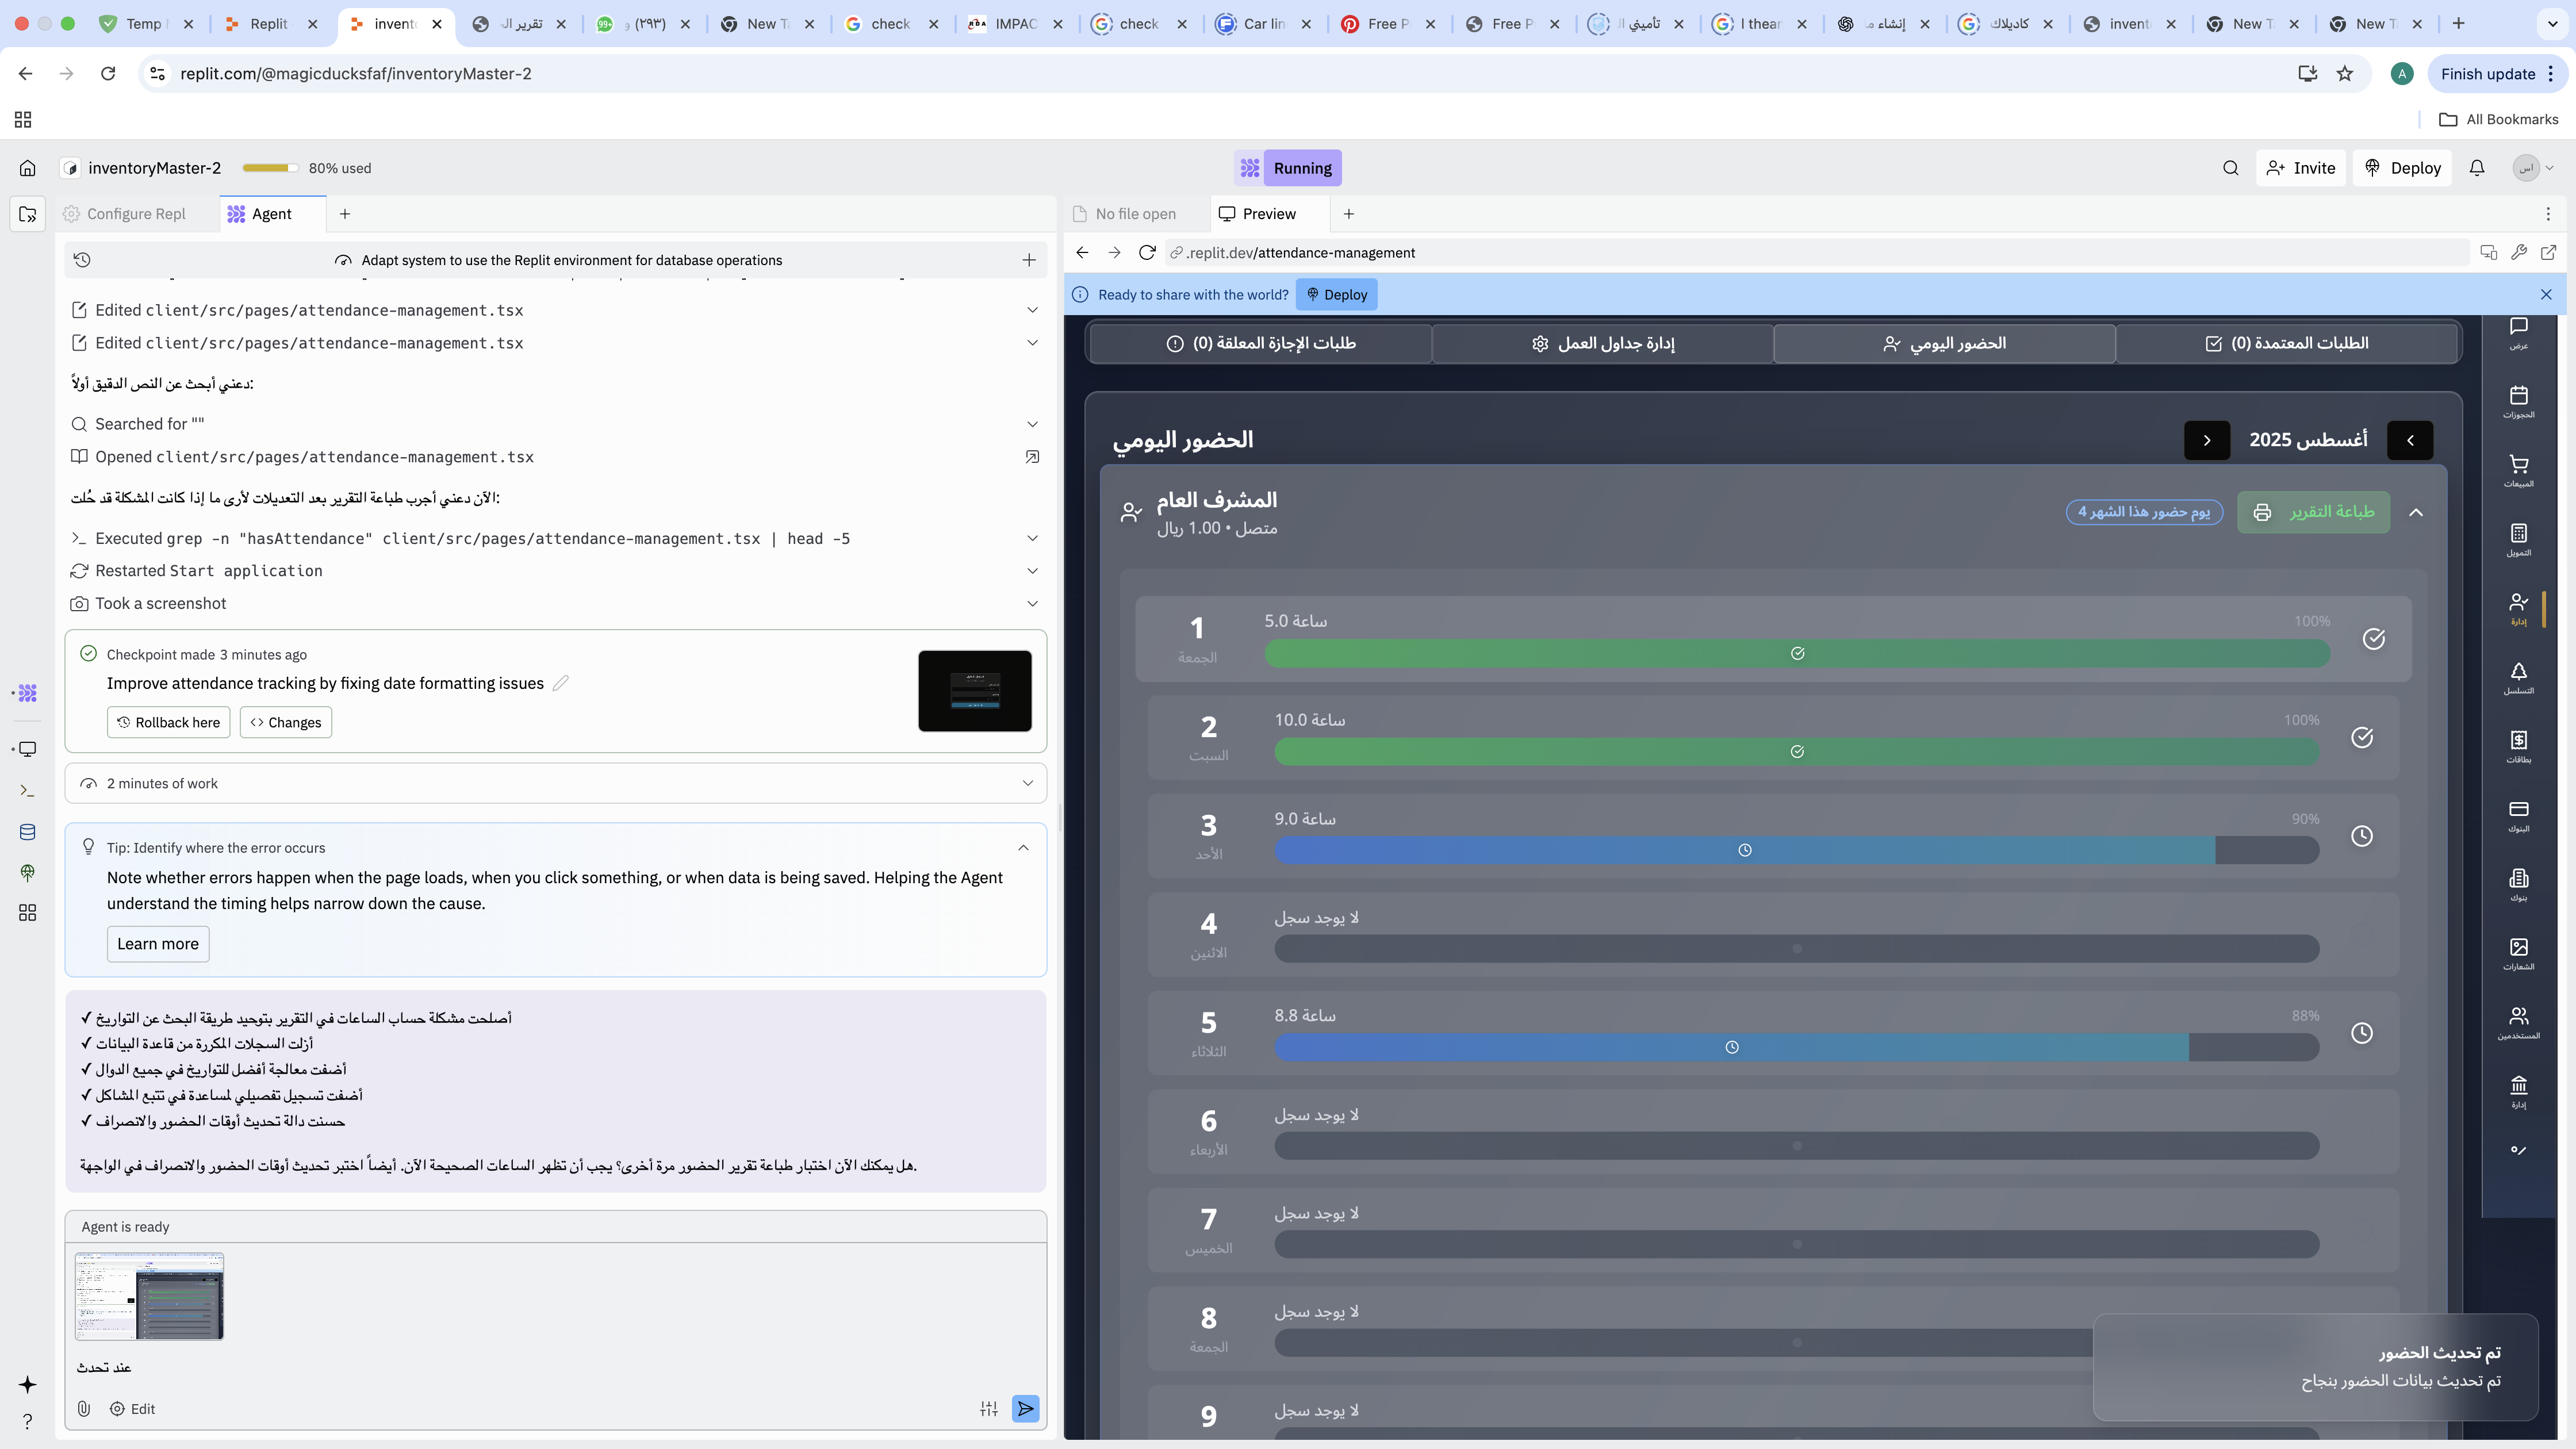 Temp
Replit
invent
تقرير ال
99+
(٢٩٣) و
New T
check
IMPAC
check
Car lin
Free P
Free P
تأميني ال
I thear
إنشاء م
كاديلاك
invent
New T
New T
replit.com/@magicducksfaf/inventoryMaster-2
A
Finish update
All Bookmarks
inventoryMaster-2
80% used
Running
Invite
Deploy
اس
Configure Repl
Agent
Adapt system to use the Replit environment for database operations
Edited client/src/pages/attendance-management.tsx
Edited client/src/pages/attendance-management.tsx
دعني أبحث عن النص الدقيق أولاً:
Searched for ""
Opened client/src/pages/attendance-management.tsx
الآن دعني أجرب طباعة التقرير بعد التعديلات لأرى ما إذا كانت المشكلة قد حُلت:
Executed grep -n "hasAttendance" client/src/pages/attendance-management.tsx | head -5
Restarted Start application
Took a screenshot
Checkpoint made 3 minutes ago
Improve attendance tracking by fixing date formatting issues
Rollback here
Changes
2 minutes of work
Tip: Identify where the error occurs
Note whether errors happen when the page loads, when you click something, or when data is being saved. Helping the Agent
understand the timing helps narrow down the cause.
Learn more
✓ أصلحت مشكلة حساب الساعات في التقرير بتوحيد طريقة البحث عن التواريخ
✓ أزلت السجلات المكررة من قاعدة البيانات
✓ أضفت معالجة أفضل للتواريخ في جميع الدوال
✓ أضفت تسجيل تفصيلي لمساعدة في تتبع المشاكل
✓ حسنت دالة تحديث أوقات الحضور والانصراف
هل يمكنك الآن اختبار طباعة تقرير الحضور مرة أخرى؟ يجب أن تظهر الساعات الصحيحة الآن. أيضاً اختبر تحديث أوقات الحضور والانصراف في الواجهة.
Agent is ready
عند تحدث
Edit
No file open
Preview
.replit.dev/attendance-management
Ready to share with the world?
Deploy
الطلبات المعتمدة (0)
الحضور اليومي
إدارة جداول العمل
طلبات الإجازة المعلقة (0)
الحضور اليومي
أغسطس 2025
المشرف العام
متصل • 1.00 ريال
4 يوم حضور هذا الشهر
طباعة التقرير
1
الجمعة
5.0 ساعة
100%
2
السبت
10.0 ساعة
100%
3
الأحد
9.0 ساعة
90%
4
الاثنين
لا يوجد سجل
5
الثلاثاء
8.8 ساعة
88%
6
الأربعاء
لا يوجد سجل
7
الخميس
لا يوجد سجل
8
الجمعة
لا يوجد سجل
9
لا يوجد سجل
تم تحديث الحضور
تم تحديث بيانات الحضور بنجاح
عرض
الحجوزات
المبيعات
التمويل
إدارة
التسلسل
بطاقات
البنوك
بنوك
الشعارات
المستخدمين
إدارة